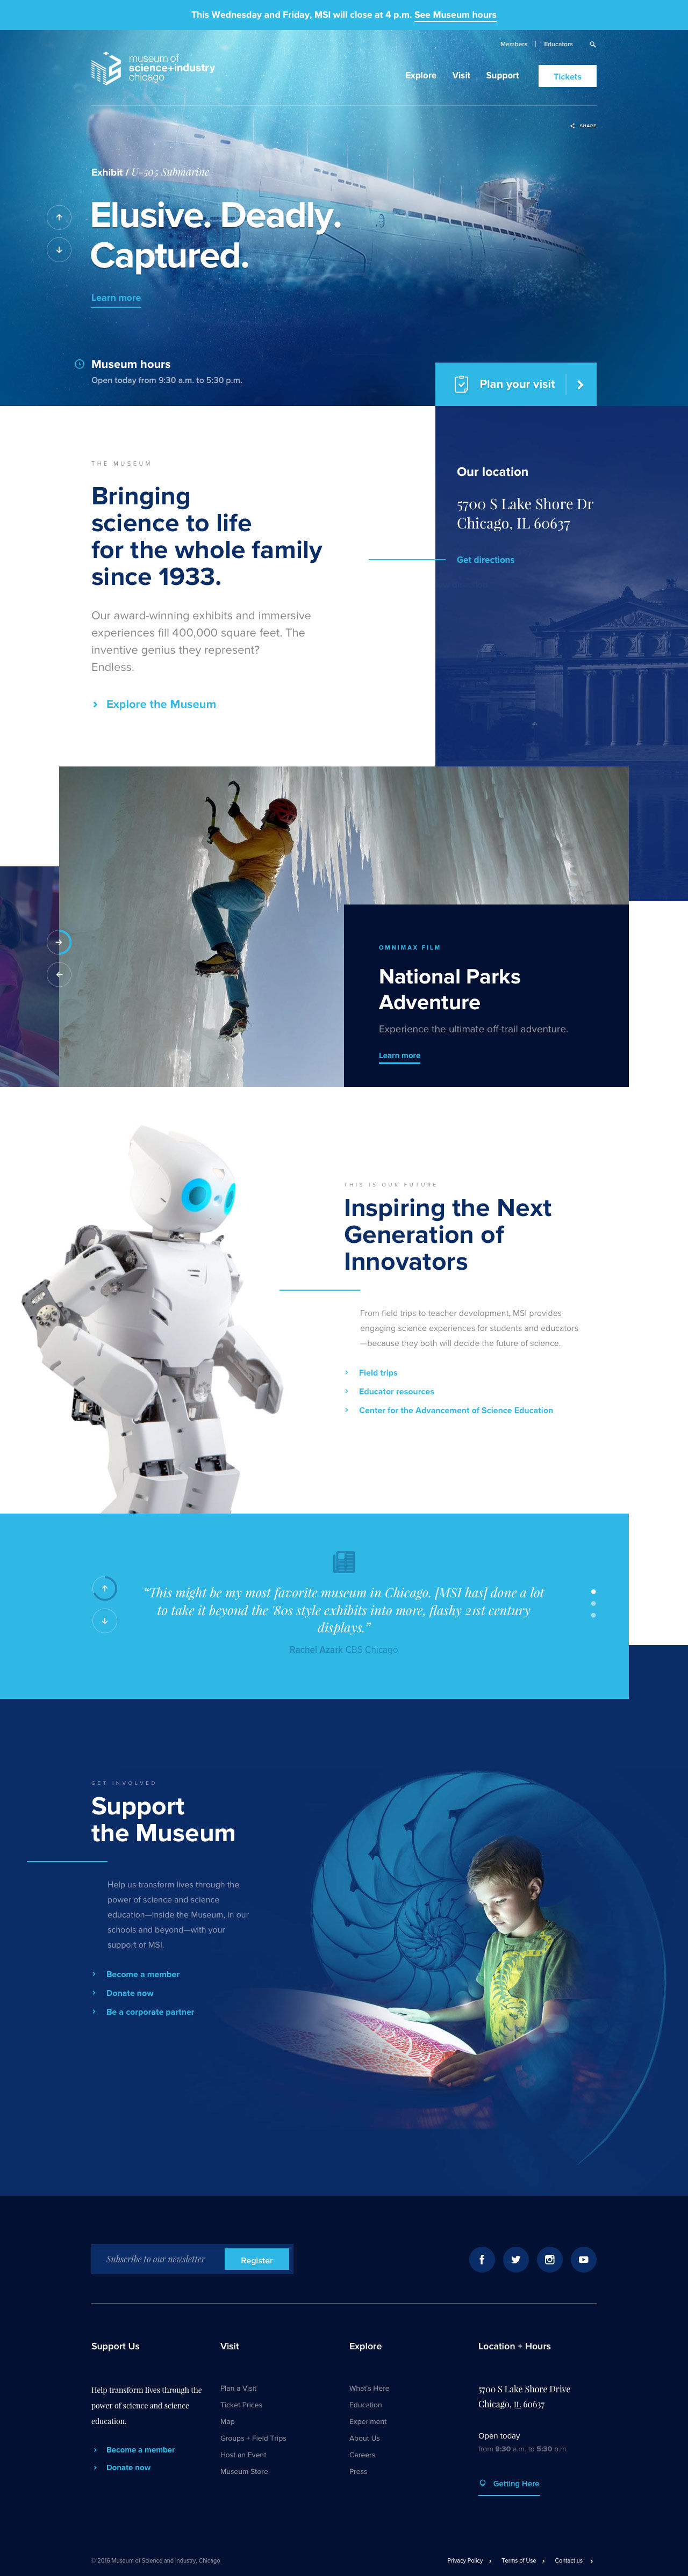 This Wednesday and Friday, MSI will close at 4 p.m. See Museum hours
Members
Educators
museum of
science+industry
chicago
Explore
Visit
Support
Tickets
SHARE
Exhibit / U-505 Submarine
Elusive. Deadly.
Captured.
Learn more
Museum hours
Open today from 9:30 a.m. to 5:30 p.m.
Plan your visit
THE MUSEUM
Bringing
science to life
for the whole family
since 1933.
Our award-winning exhibits and immersive
experiences fill 400,000 square feet. The
inventive genius they represent?
Endless.
Explore the Museum
Our location
5700 S Lake Shore Dr
Chicago, IL 60637
Get directions
OMNIMAX FILM
National Parks
Adventure
Experience the ultimate off-trail adventure.
Learn more
THIS IS OUR FUTURE
Inspiring the Next
Generation of
Innovators
From field trips to teacher development, MSI provides
engaging science experiences for students and educators
—because they both will decide the future of science.
Field trips
Educator resources
Center for the Advancement of Science Education
“This might be my most favorite museum in Chicago. [MSI has] done a lot
to take it beyond the '80s style exhibits into more, flashy 21st century
displays.”
Rachel Azark CBS Chicago
GET INVOLVED
Support
the Museum
Help us transform lives through the
power of science and science
education—inside the Museum, in our
schools and beyond—with your
support of MSI.
Become a member
Donate now
Be a corporate partner
Subscribe to our newsletter
Register
Support Us
Help transform lives through the
power of science and science
education.
Become a member
Donate now
Visit
Plan a Visit
Ticket Prices
Map
Groups + Field Trips
Host an Event
Museum Store
Explore
What's Here
Education
Experiment
About Us
Careers
Press
Location + Hours
5700 S Lake Shore Drive
Chicago, IL 60637
Open today
from 9:30 a.m. to 5:30 p.m.
Getting Here
© 2016 Museum of Science and Industry, Chicago
Privacy Policy
Terms of Use
Contact us